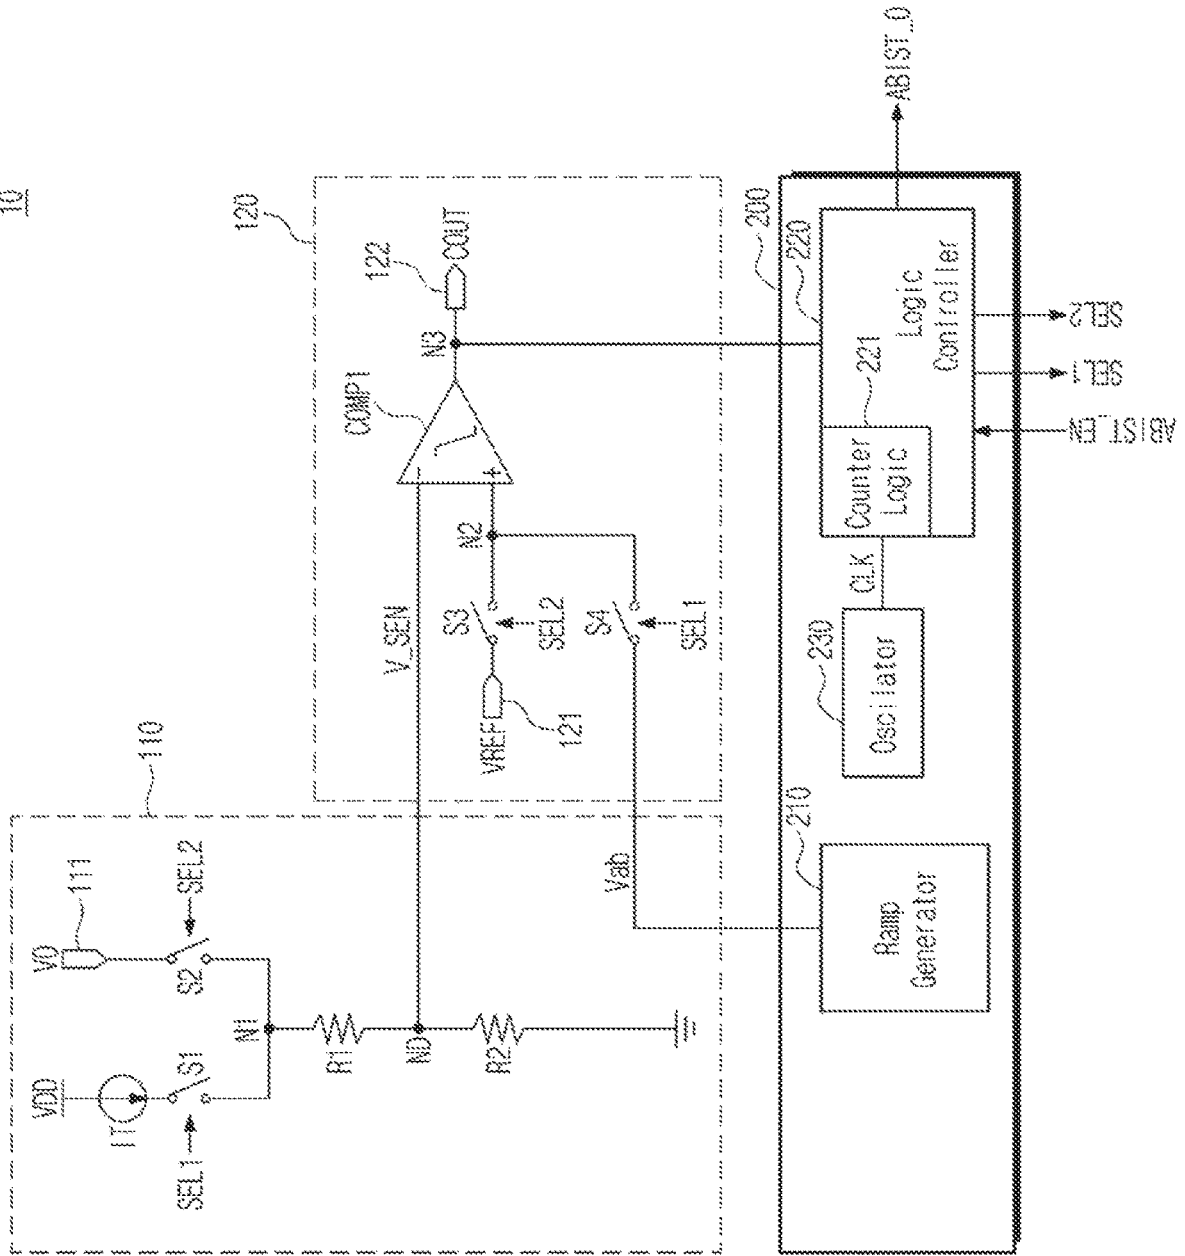 10
110
VDD
IT
SEL1
S1
V0
111
S2
SEL2
N1
R1
ND
R2
120
V_SEN
COMP1
-
+
N2
N3
122
COUT
VREF
121
S3
SEL2
S4
SEL1
Vab
200
210
Ramp
Generator
230
Oscilator
CLK
220
221
Counter
Logic
Logic
Controller
ABIST_EN
SEL1
SEL2
ABIST_O